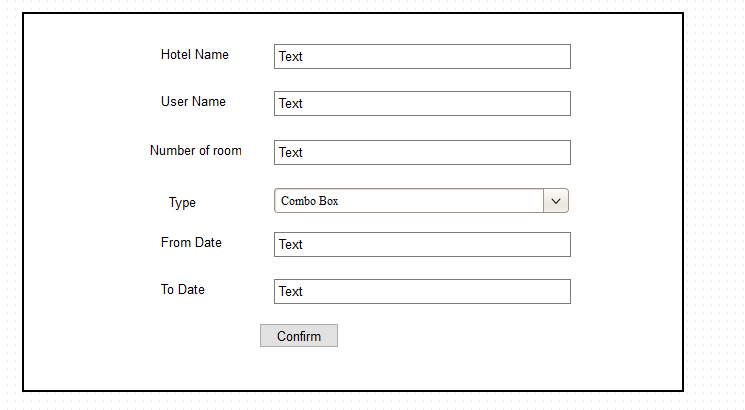 Hotel Name Text
User Name Text
Number of room Text
Type Combo Box
From Date Text
To Date Text
Confirm